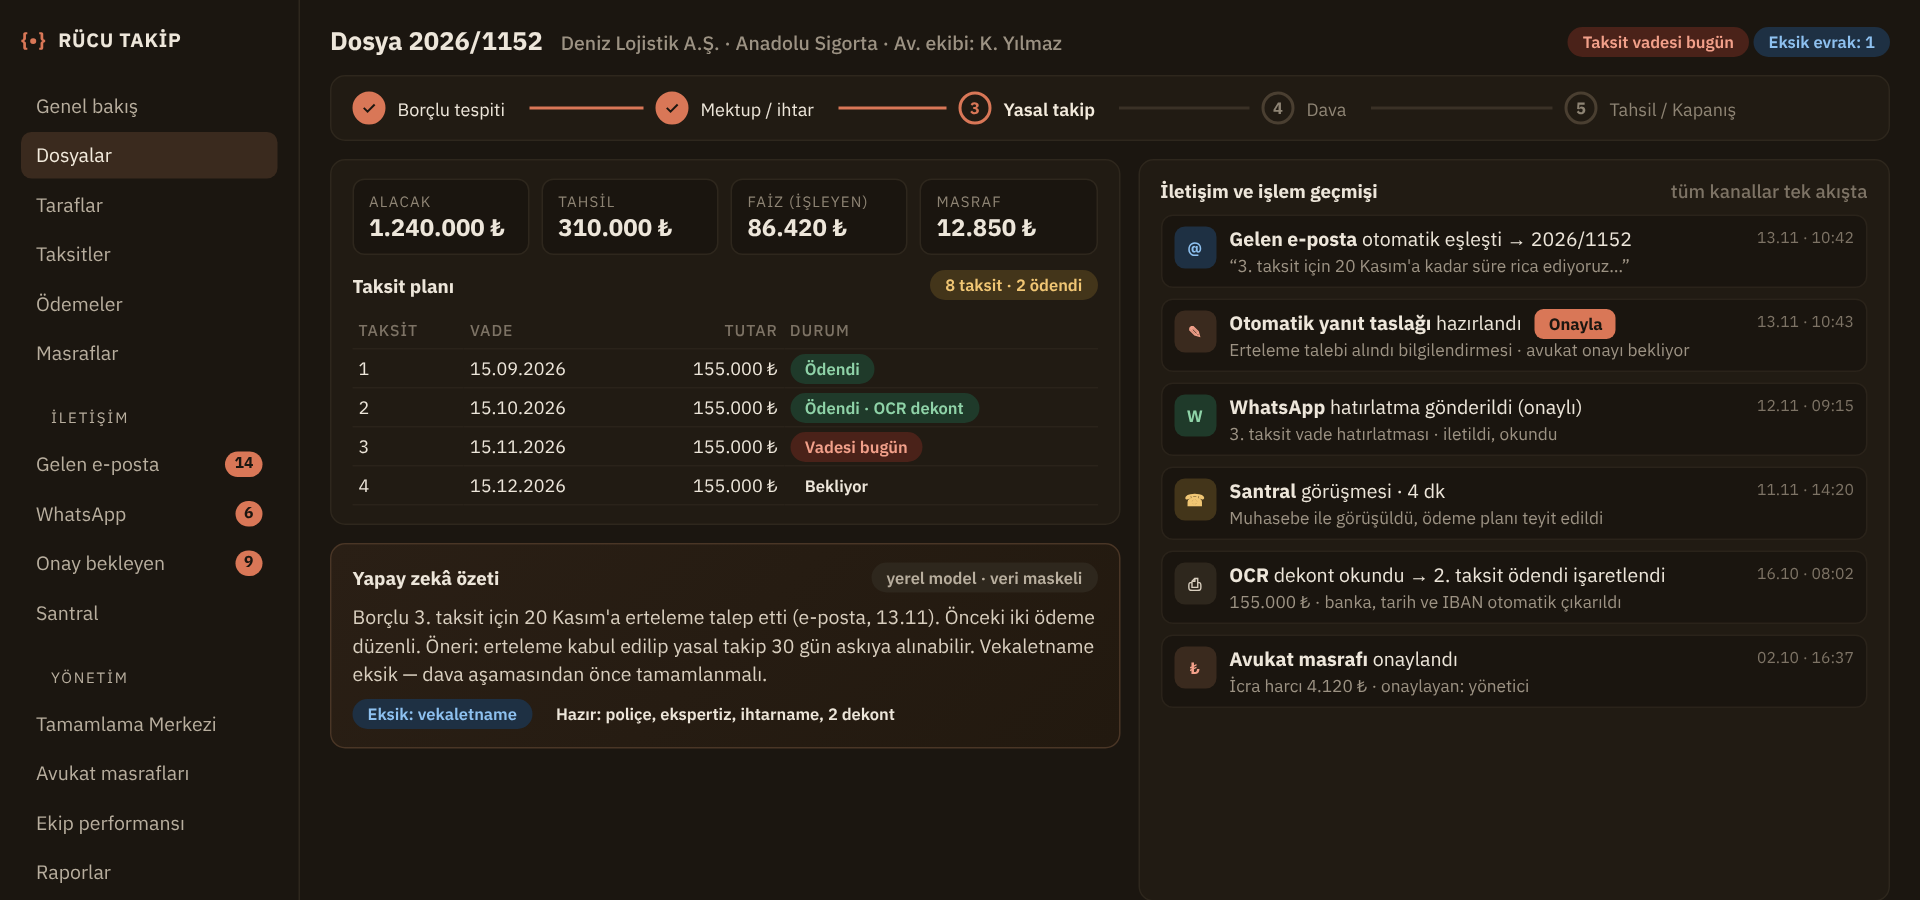 {•} RÜCU TAKİP
Genel bakış
Dosyalar
Taraflar
Taksitler
Ödemeler
Masraflar
İLETİŞİM
Gelen e-posta 14
WhatsApp 6
Onay bekleyen 9
Santral
YÖNETİM
Tamamlama Merkezi
Avukat masrafları
Ekip performansı
Raporlar
Dosya 2026/1152 Deniz Lojistik A.Ş. · Anadolu Sigorta · Av. ekibi: K. Yılmaz
Taksit vadesi bugün Eksik evrak: 1
✓ Borçlu tespiti ✓ Mektup / ihtar 3 Yasal takip 4 Dava 5 Tahsil / Kapanış
ALACAK
1.240.000 ₺
TAHSİL
310.000 ₺
FAİZ (İŞLEYEN)
86.420 ₺
MASRAF
12.850 ₺
Taksit planı 8 taksit · 2 ödendi
TAKSİT VADE TUTAR DURUM
1 15.09.2026 155.000 ₺ Ödendi
2 15.10.2026 155.000 ₺ Ödendi · OCR dekont
3 15.11.2026 155.000 ₺ Vadesi bugün
4 15.12.2026 155.000 ₺ Bekliyor
Yapay zekâ özeti yerel model · veri maskeli
Borçlu 3. taksit için 20 Kasım'a erteleme talep etti (e-posta, 13.11). Önceki iki ödeme
düzenli. Öneri: erteleme kabul edilip yasal takip 30 gün askıya alınabilir. Vekaletname
eksik — dava aşamasından önce tamamlanmalı.
Eksik: vekaletname Hazır: poliçe, ekspertiz, ihtarname, 2 dekont
İletişim ve işlem geçmişi tüm kanallar tek akışta
@ Gelen e-posta otomatik eşleşti → 2026/1152 13.11 · 10:42
“3. taksit için 20 Kasım'a kadar süre rica ediyoruz…”
✎ Otomatik yanıt taslağı hazırlandı Onayla 13.11 · 10:43
Erteleme talebi alındı bilgilendirmesi · avukat onayı bekliyor
W WhatsApp hatırlatma gönderildi (onaylı) 12.11 · 09:15
3. taksit vade hatırlatması · iletildi, okundu
☎ Santral görüşmesi · 4 dk 11.11 · 14:20
Muhasebe ile görüşüldü, ödeme planı teyit edildi
⎙ OCR dekont okundu → 2. taksit ödendi işaretlendi 16.10 · 08:02
155.000 ₺ · banka, tarih ve IBAN otomatik çıkarıldı
₺ Avukat masrafı onaylandı 02.10 · 16:37
İcra harcı 4.120 ₺ · onaylayan: yönetici